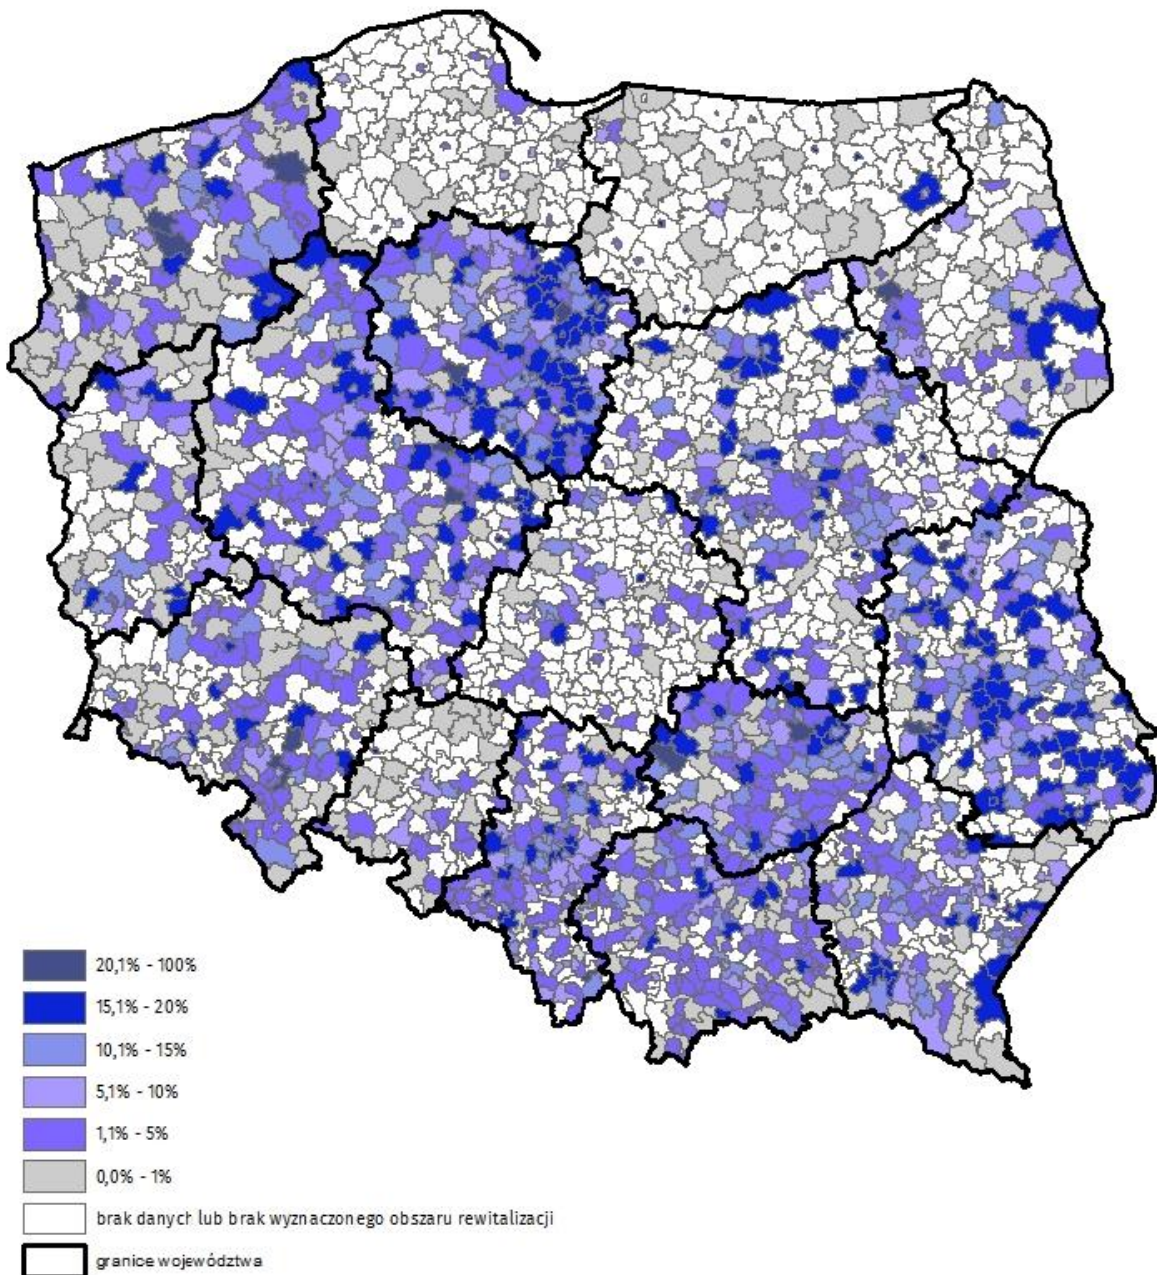 20,1% - 100%
15,1% - 20%
10,1% - 15%
5,1% - 10%
1,1% - 5%
0,0% - 1%
brak danych lub brak wyznaczonego obszaru rewitalizacji
granice województwa